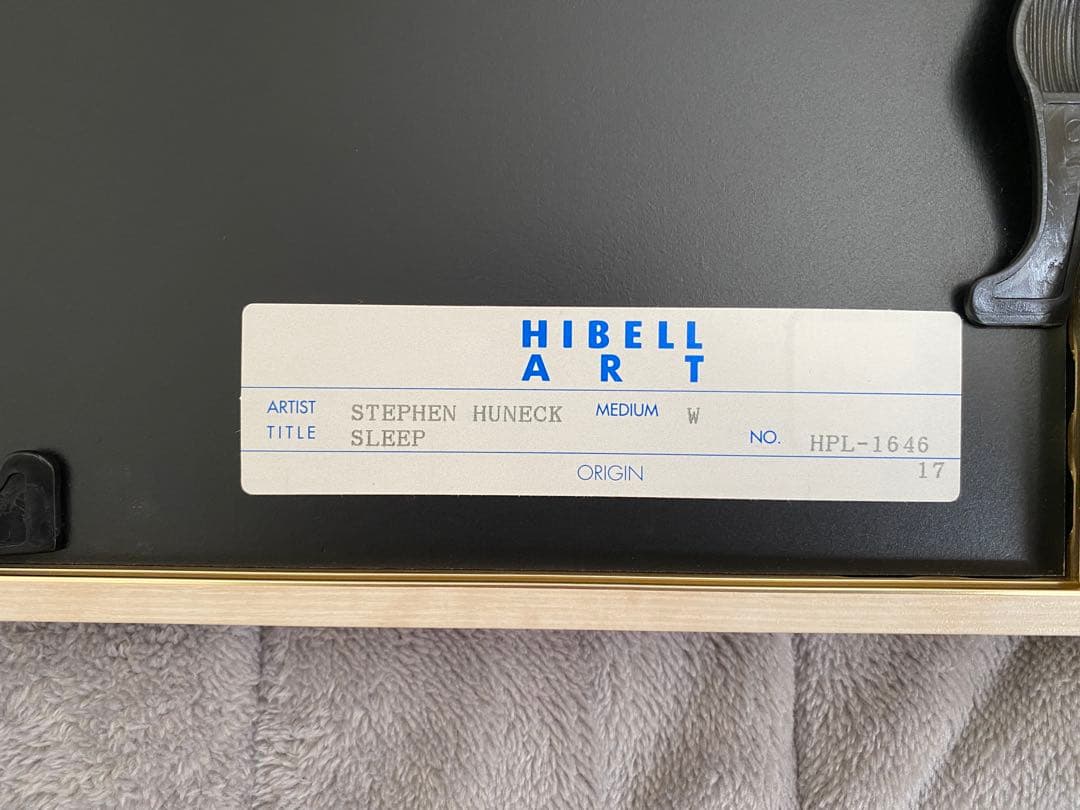 HIBELL
ART
ARTIST STEPHEN HUNECK MEDIUM W
TITLE SLEEP NO. HPL-1646
ORIGIN 17